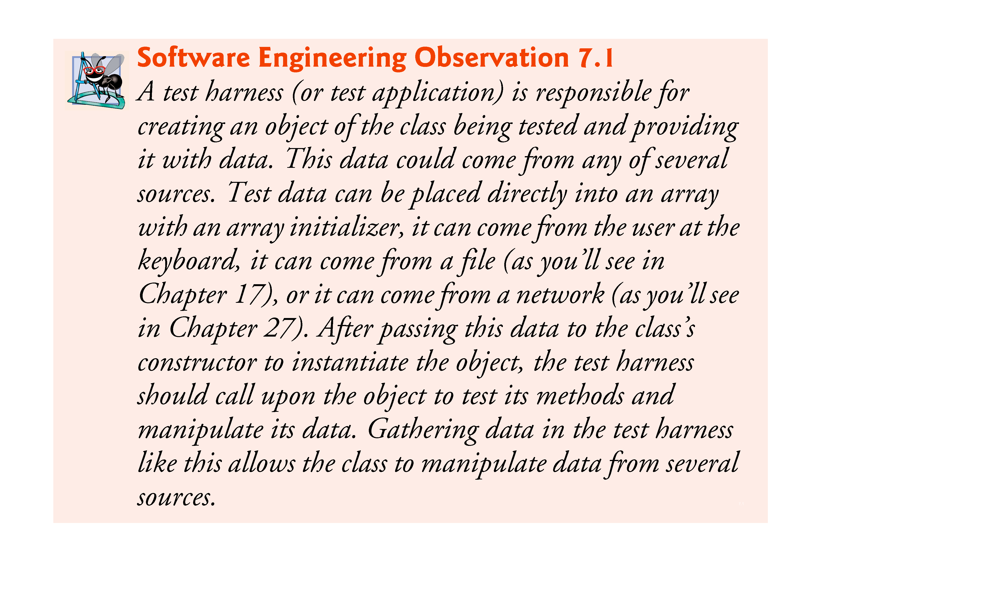 Software Engineering Observation 7.1
A test harness (or test application) is responsible for
creating an object of the class being tested and providing
it with data. This data could come from any of several
sources. Test data can be placed directly into an array
with an array initializer, it can come from the user at the
keyboard, it can come from a file (as you’ll see in
Chapter 17), or it can come from a network (as you’ll see
in Chapter 27). After passing this data to the class’s
constructor to instantiate the object, the test harness
should call upon the object to test its methods and
manipulate its data. Gathering data in the test harness
like this allows the class to manipulate data from several
sources.